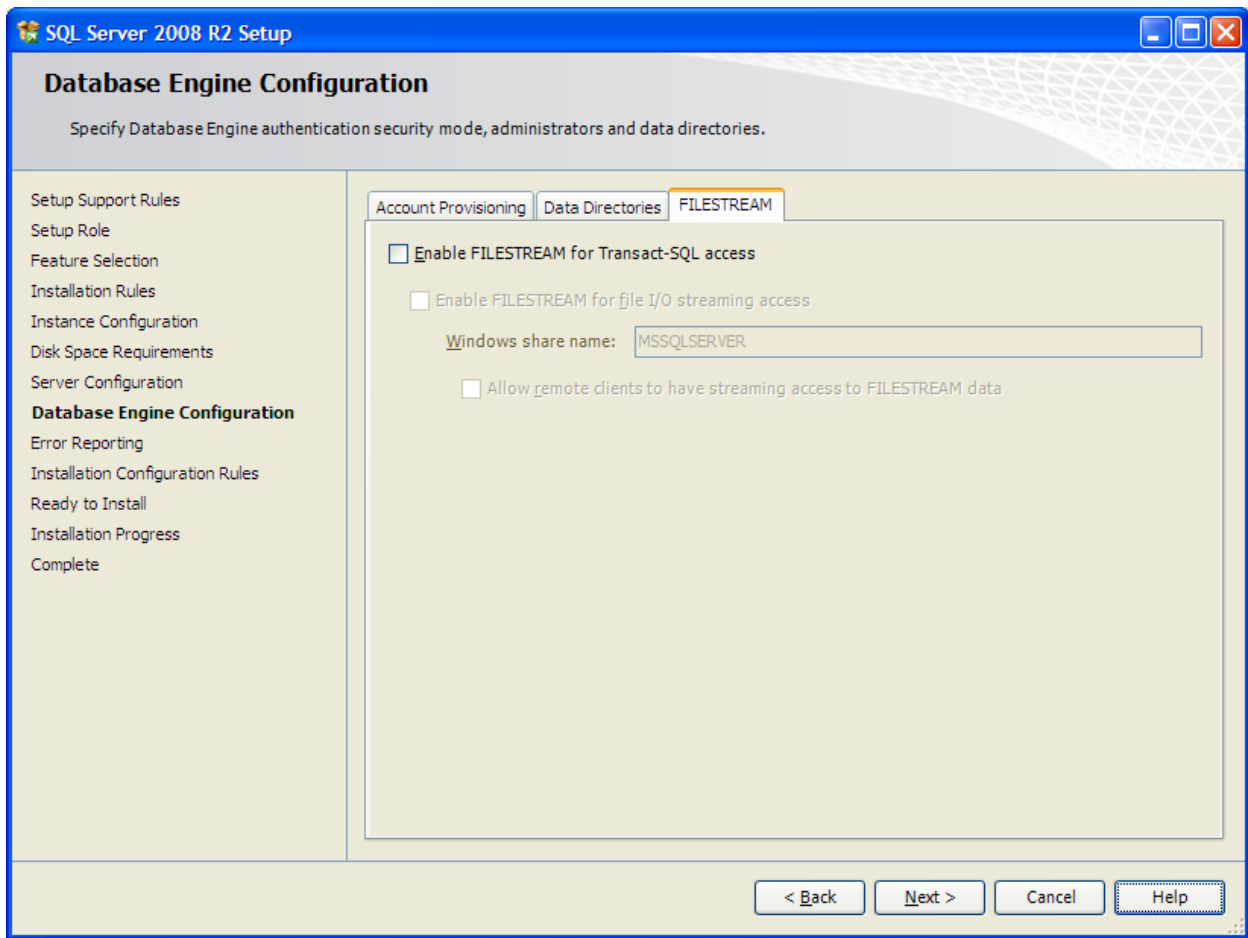 SQL Server 2008 R2 Setup
Database Engine Configuration
Specify Database Engine authentication security mode, administrators and data directories.
Setup Support Rules
Setup Role
Feature Selection
Installation Rules
Instance Configuration
Disk Space Requirements
Server Configuration
Database Engine Configuration
Error Reporting
Installation Configuration Rules
Ready to Install
Installation Progress
Complete
Account Provisioning Data Directories FILESTREAM
Enable FILESTREAM for Transact-SQL access
Enable FILESTREAM for file I/O streaming access
Windows share name: MSSQLSERVER
Allow remote clients to have streaming access to FILESTREAM data
< Back Next > Cancel Help